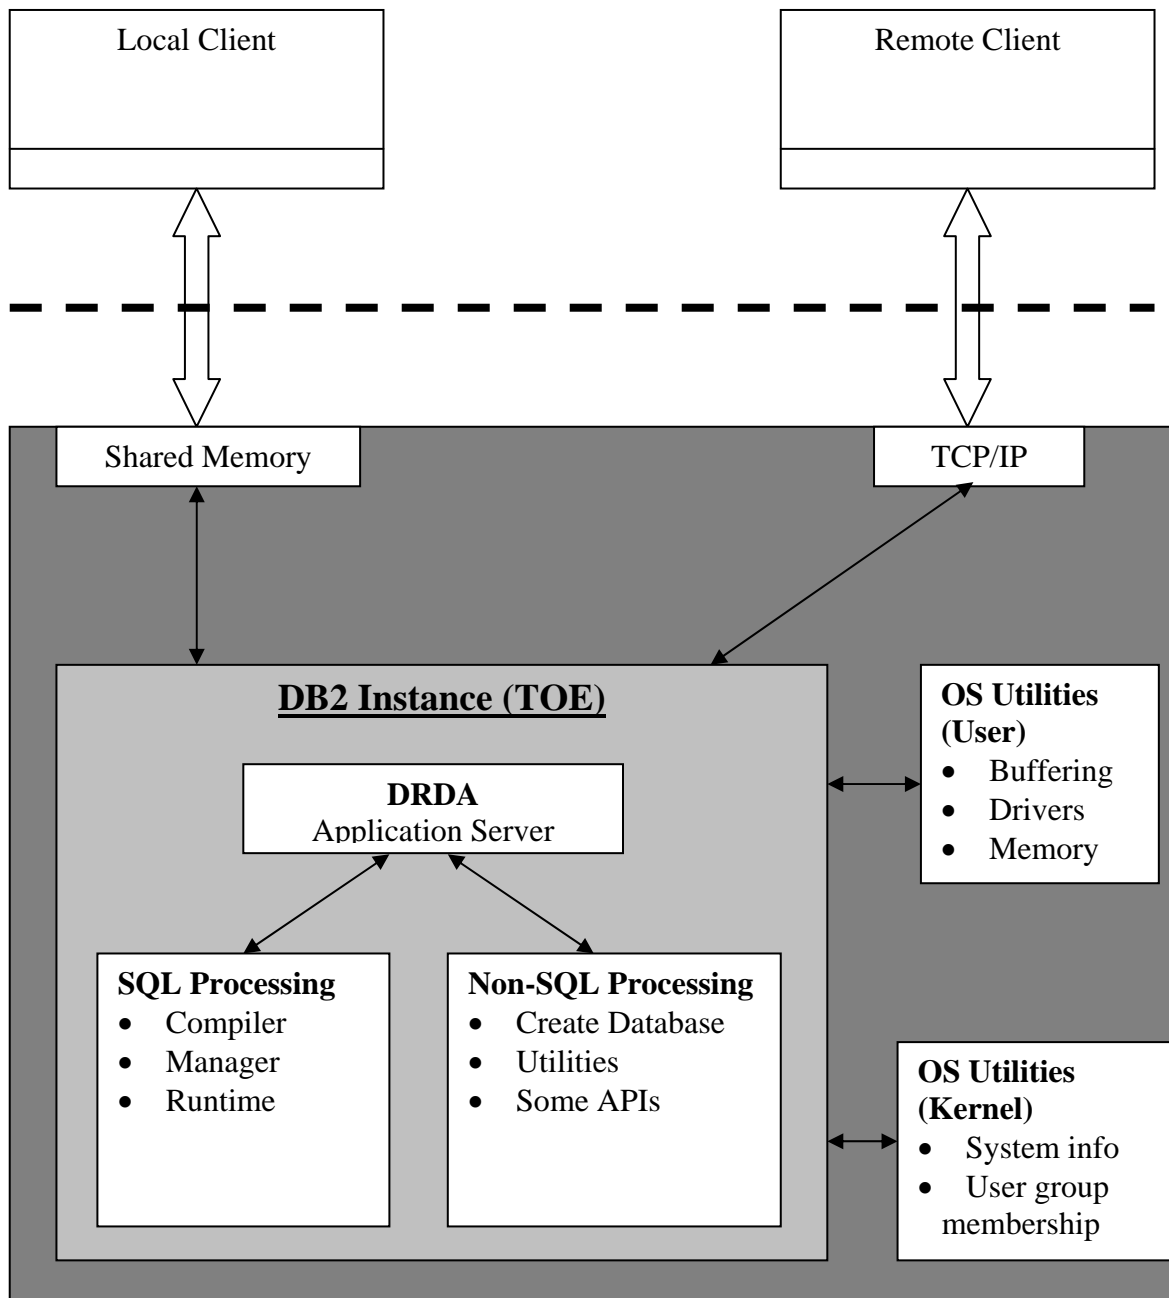 Local Client
Remote Client
Shared Memory
TCP/IP
DB2 Instance (TOE)
DRDA
Application Server
SQL Processing
• Compiler
• Manager
• Runtime
Non-SQL Processing
• Create Database
• Utilities
• Some APIs
OS Utilities
(User)
• Buffering
• Drivers
• Memory
OS Utilities
(Kernel)
• System info
• User group
membership